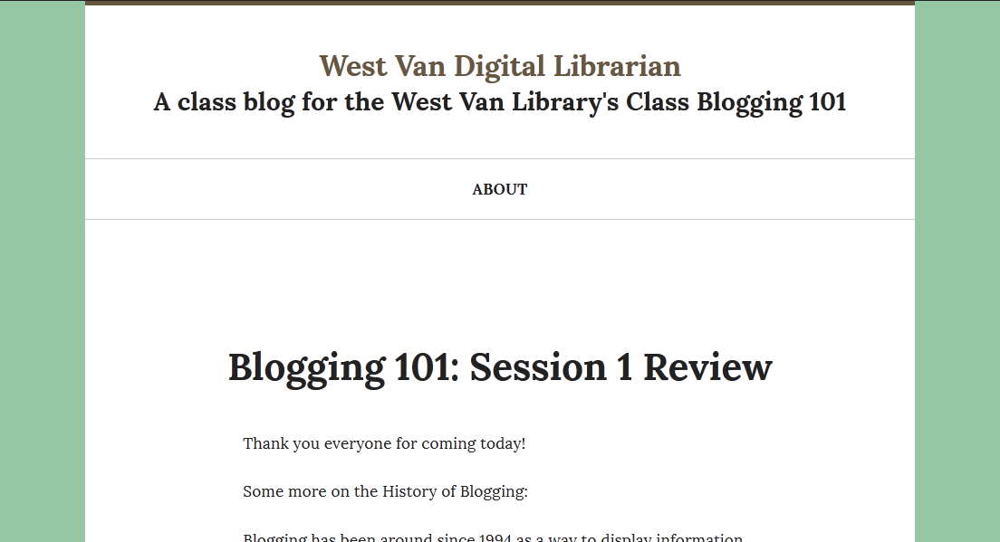 West Van Digital Librarian
A class blog for the West Van Library's Class Blogging 101
ABOUT
Blogging 101: Session 1 Review
Thank you everyone for coming today!
Some more on the History of Blogging:
Blogging has been around since 1994 as a way to display information